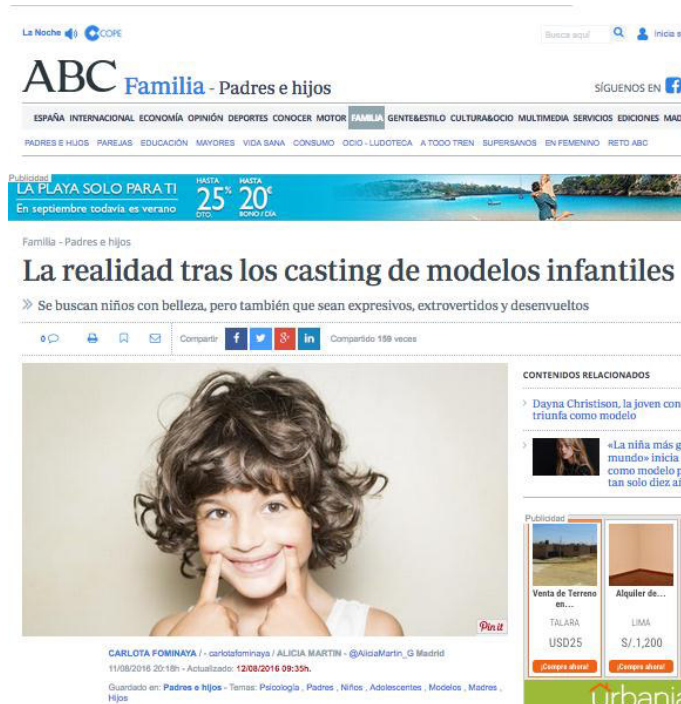 La Noche COPE
Busca aquí Inicia s
ABC Familia - Padres e hijos
SÍGUENOS EN
ESPAÑA INTERNACIONAL ECONOMÍA OPINIÓN DEPORTES CONOCER MOTOR FAMILIA GENTE&ESTILO CULTURA&OCIO MULTIMEDIA SERVICIOS EDICIONES MAD
PADRES E HIJOS PAREJAS EDUCACIÓN MAYORES VIDA SANA CONSUMO OCIO - LUDOTECA A TODO TREN SUPERSANOS EN FEMENINO RETO ABC
Publicidad
LA PLAYA SOLO PARA TI
En septiembre todavía es verano
HASTA 25% DTO.
HASTA 20€ BONO / DÍA
Familia - Padres e hijos
La realidad tras los casting de modelos infantiles
Se buscan niños con belleza, pero también que sean expresivos, extrovertidos y desenvueltos
0 Compartir Compartido 159 veces
Pin it
CARLOTA FOMINAYA / - carlotafominaya / ALICIA MARTIN - @AliciaMartin_G Madrid
11/08/2016 20:18h - Actualizado: 12/08/2016 09:35h.
Guardado en: Padres e hijos - Temas: Psicología , Padres , Niños , Adolescentes , Modelos , Madres ,
Hijos
CONTENIDOS RELACIONADOS
Dayna Christison, la joven con
triunfa como modelo
«La niña más g
mundo» inicia
como modelo p
tan solo diez añ
Publicidad
Venta de Terreno
en...
TALARA
USD25
¡Compra ahora!
Alquiler de...
LIMA
S/.1,200
¡Compra ahora!
Urbania